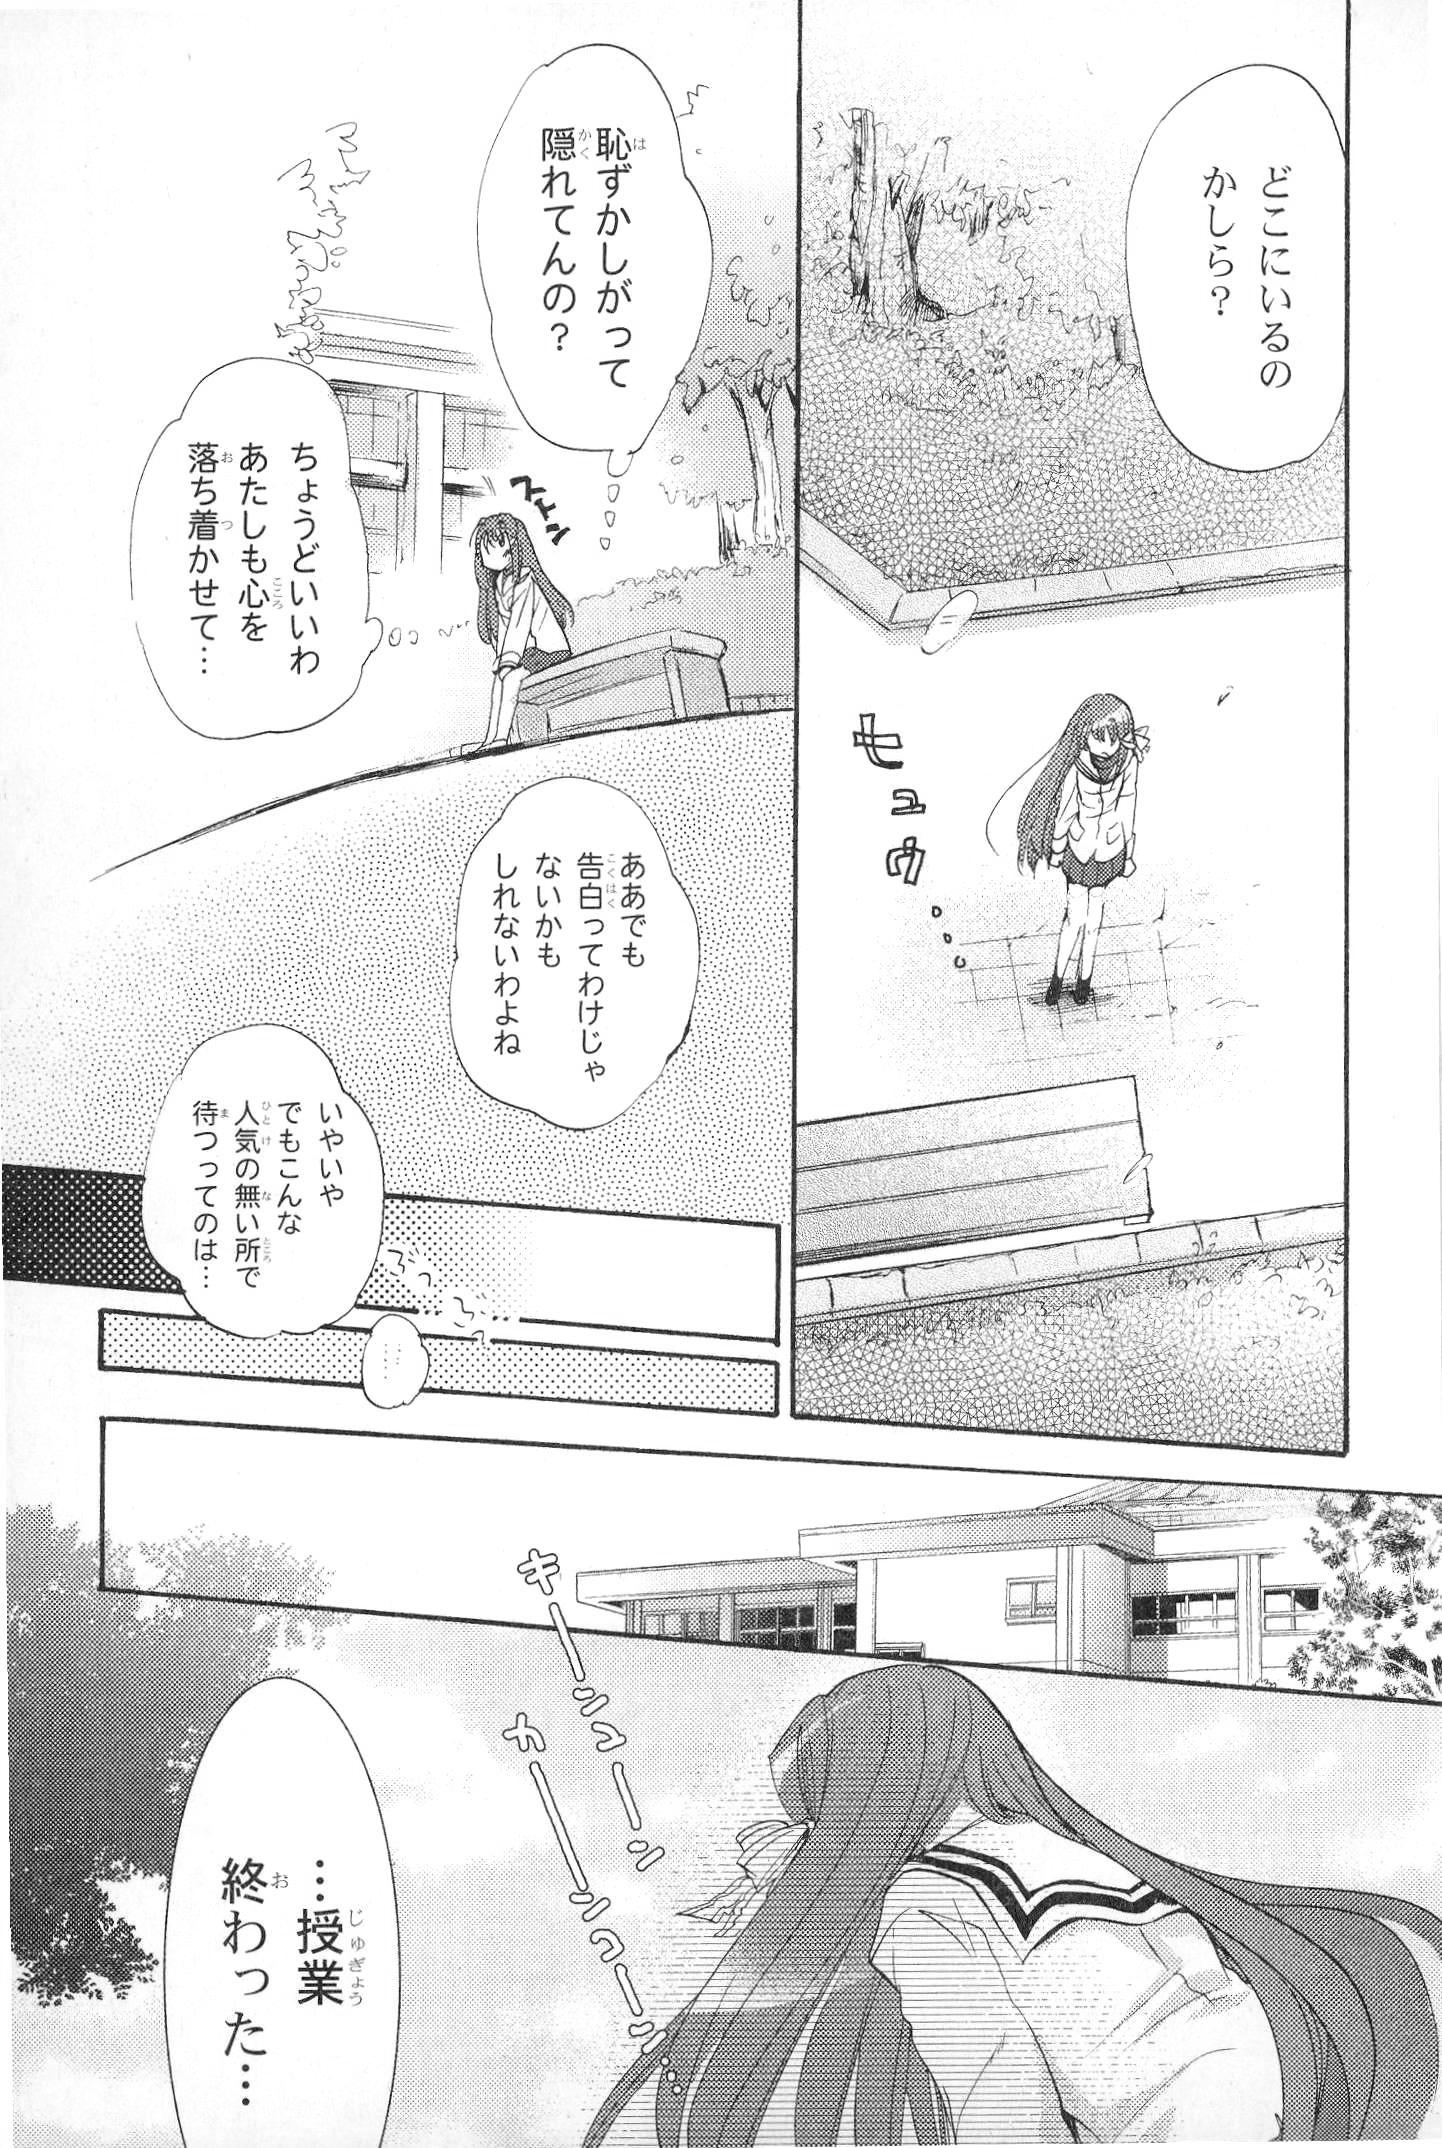 どこにいるの
かしら？
ヒュウ…
恥ずかしがって
隠れてんの？
ストン
ちょうどいいわ
あたしも心を
落ち着かせて…
ああでも
告白ってわけじゃ
ないかも
しれないわよね
いやいや
でもこんな
人気の無い所で
待つってのは…
ぶつ
ぶつ…
……
キーンコーン
カーンコーン…
…授業
終わった…